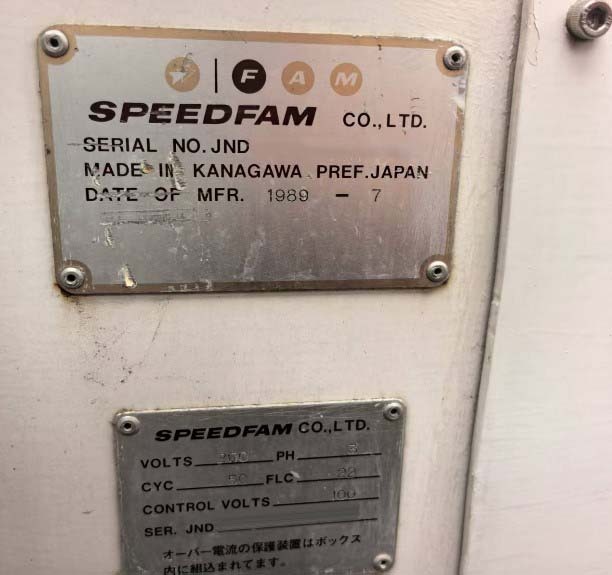 F A M
SPEEDFAM CO.,LTD.
SERIAL NO. JND
MADE IN KANAGAWA PREF.JAPAN
DATE OF MFR. 1989 - 7
SPEEDFAM CO.,LTD.
VOLTS 200 PH 3
CYC 50 FLC 22
CONTROL VOLTS 100
SER. JND
オーバー電流の保護装置はボックス
内に組込まれてます。